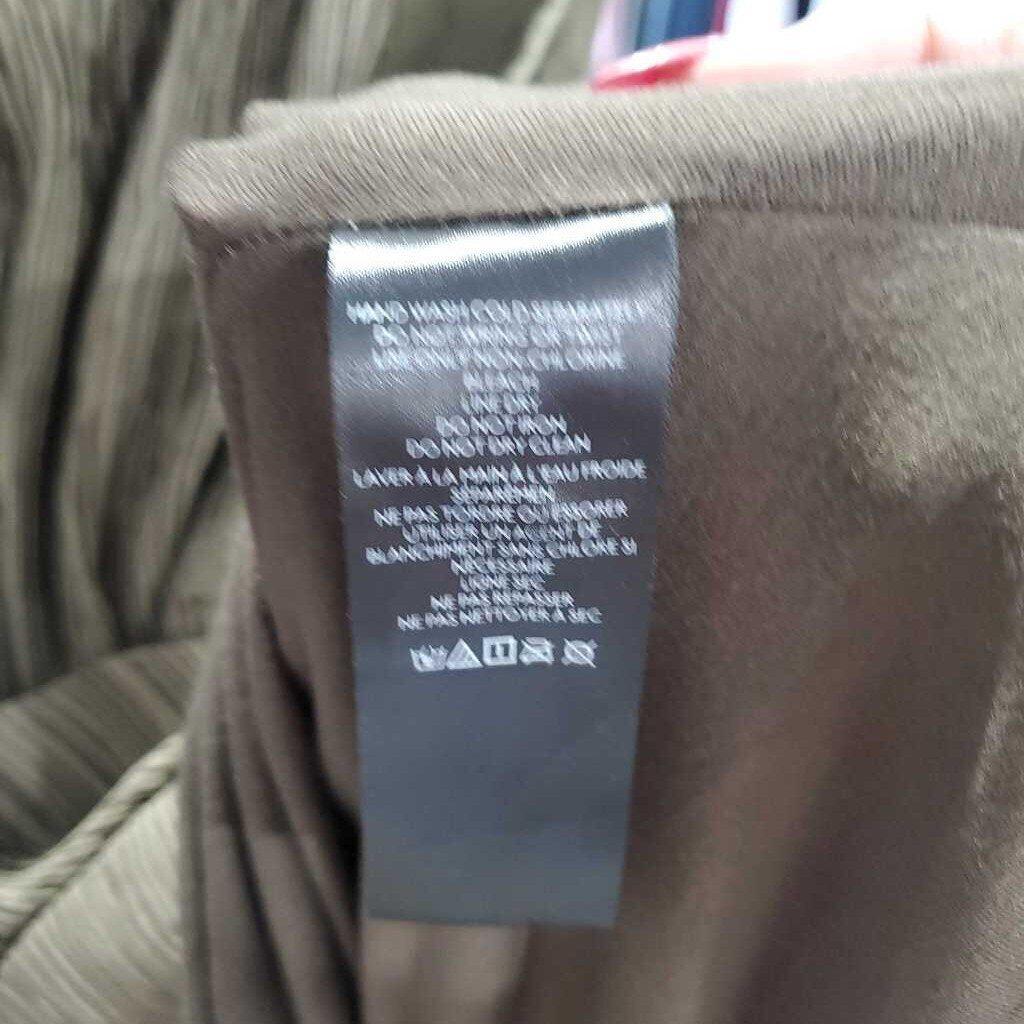 HAND WASH COLD SEPARATELY
DO NOT WRING OR TWIST
USE ONLY NON CHLORINE
BLEACH
LINE DRY
DO NOT IRON
DO NOT DRY CLEAN
LAVER À LA MAIN À L'EAU FROIDE
SEPAREMEN
NE PAS TORDRE OU ESSORER
UTILISER UN AGENT DE
BLANCHIMENT SANS CHLORE SI
NECESSAIRE
LIGNE SEC
NE PAS REPASSER
NE PAS NETTOYER À SEC